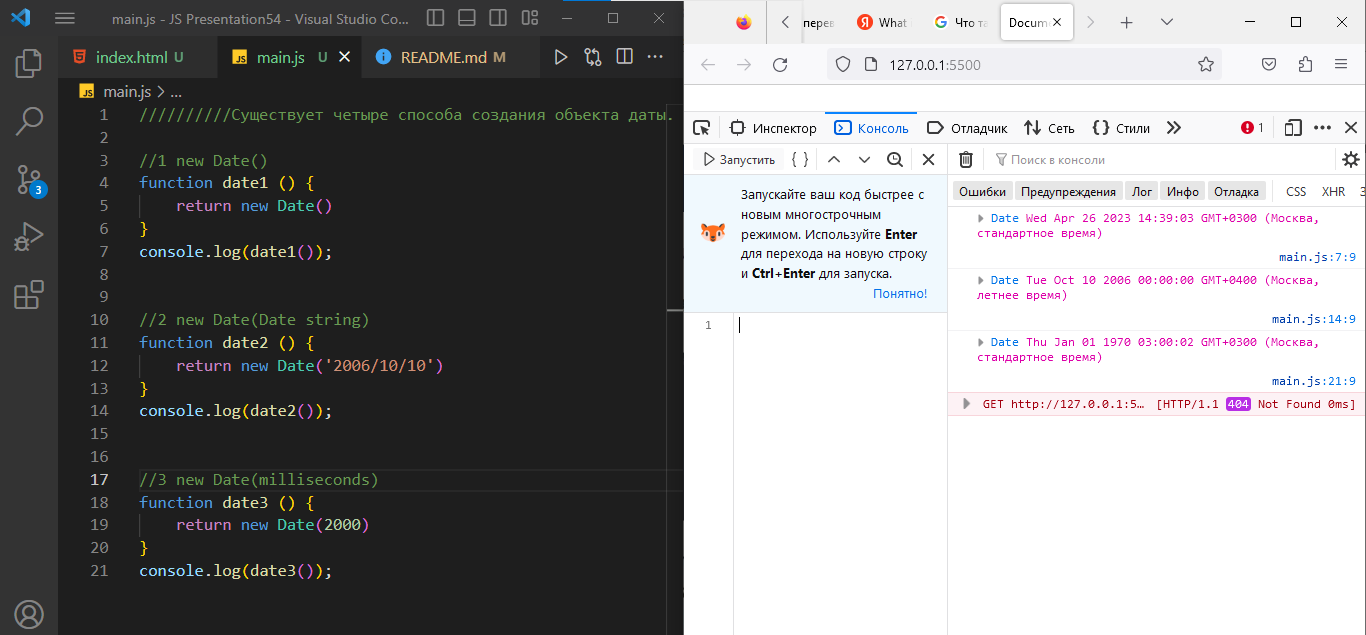 main.js - JS Presentation54 - Visual Studio Co...
index.html U
JS main.js U
README.md M
JS main.js > ...
1 //////////Существует четыре способа создания объекта даты.
2
3 //1 new Date()
4 function date1 () {
5 return new Date()
6 }
7 console.log(date1());
8
9
10 //2 new Date(Date string)
11 function date2 () {
12 return new Date('2006/10/10')
13 }
14 console.log(date2());
15
16
17 //3 new Date(milliseconds)
18 function date3 () {
19 return new Date(2000)
20 }
21 console.log(date3());
3
перев
Я What
G Что та
Docum
127.0.0.1:5500
Инспектор
Консоль
Отладчик
Сеть
Стили
1
Запустить
Поиск в консоли
Запускайте ваш код быстрее с
новым многострочным
режимом. Используйте Enter
для перехода на новую строку
и Ctrl+Enter для запуска.
Понятно!
1
Ошибки
Предупреждения
Лог
Инфо
Отладка
CSS
XHR
Date Wed Apr 26 2023 14:39:03 GMT+0300 (Москва,
стандартное время)
main.js:7:9
Date Tue Oct 10 2006 00:00:00 GMT+0400 (Москва,
летнее время)
main.js:14:9
Date Thu Jan 01 1970 03:00:02 GMT+0300 (Москва,
стандартное время)
main.js:21:9
GET http://127.0.0.1:5… [HTTP/1.1 404 Not Found 0ms]